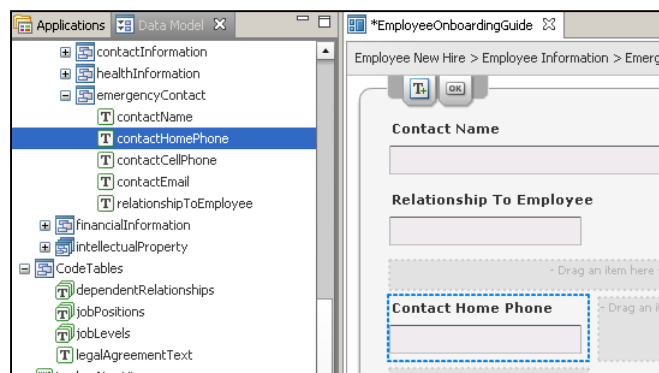 Applications
Data Model
*EmployeeOnboardingGuide
contactInformation
healthInformation
emergencyContact
contactName
contactHomePhone
contactCellPhone
contactEmail
relationshipToEmployee
financialInformation
intellectualProperty
CodeTables
dependentRelationships
jobPositions
jobLevels
legalAgreementText
Employee New Hire > Employee Information > Emerg
OK
Contact Name
Relationship To Employee
- Drag an item here
Contact Home Phone
- Drag an i